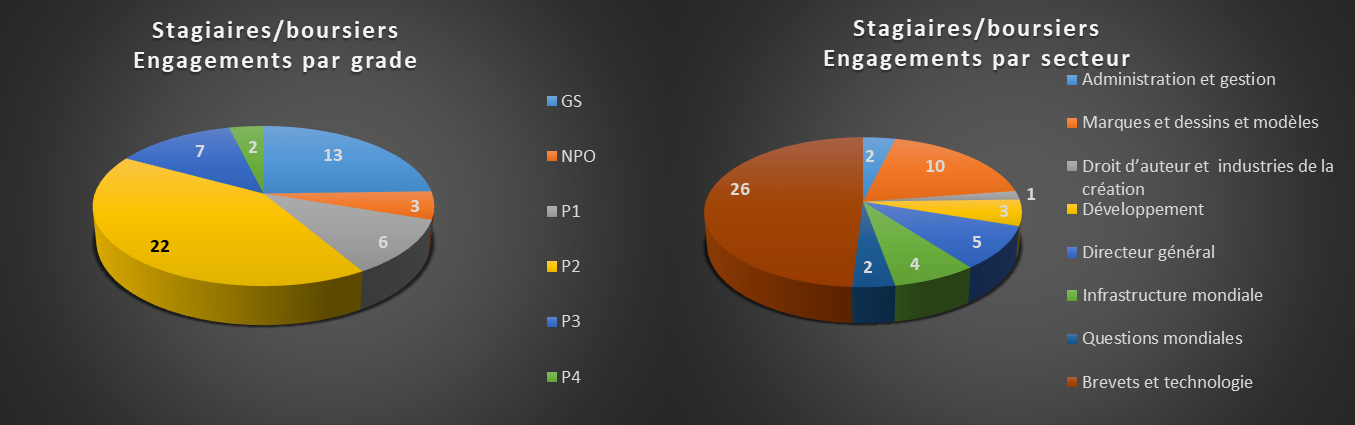 Stagiaires/boursiers
Engagements par grade
13
3
6
22
7
2
GS
NPO
P1
P2
P3
P4
Stagiaires/boursiers
Engagements par secteur
2
10
1
3
5
4
2
26
Administration et gestion
Marques et dessins et modèles
Droit d’auteur et  industries de la
création
Développement
Directeur général
Infrastructure mondiale
Questions mondiales
Brevets et technologie